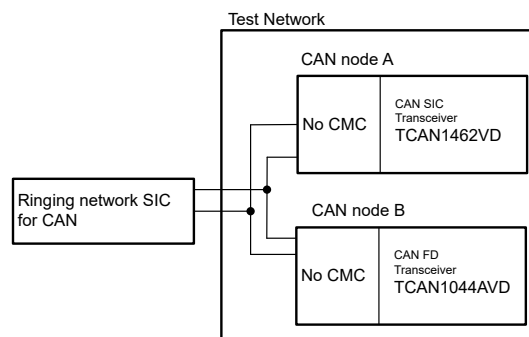 Test Network
CAN node A
No CMC
CAN SIC
Transceiver
TCAN1462VD
Ringing network SIC
for CAN
CAN node B
No CMC
CAN FD
Transceiver
TCAN1044AVD